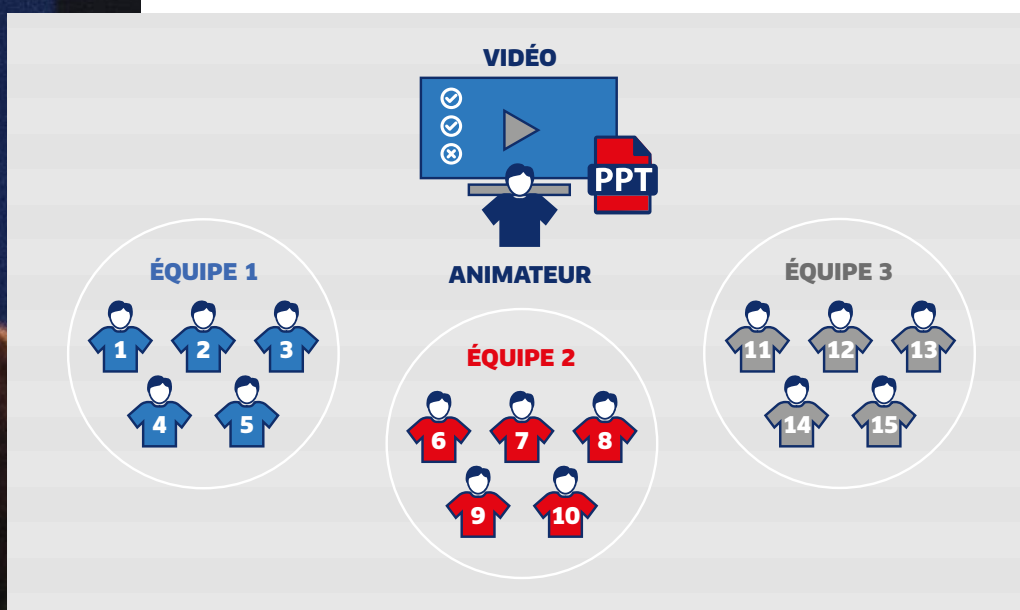 VIDÉO
PPT
ANIMATEUR
ÉQUIPE 1
1 2 3
4 5
ÉQUIPE 2
6 7 8
9 10
ÉQUIPE 3
11 12 13
14 15